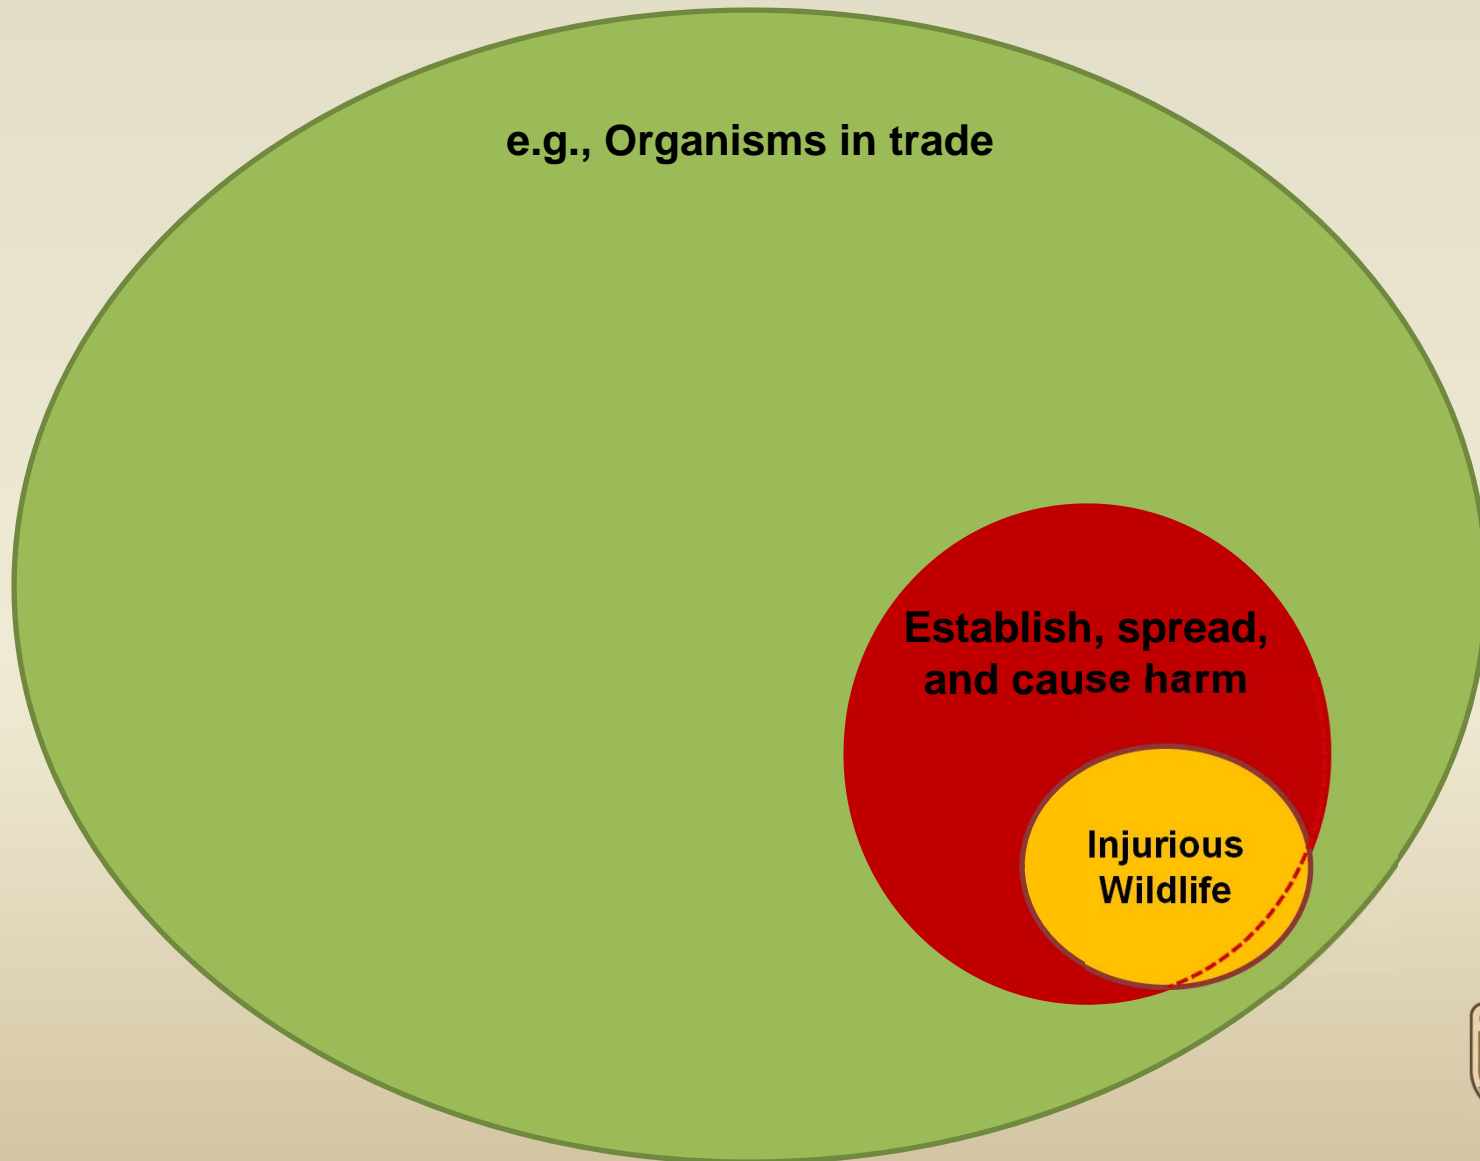 e.g., Organisms in trade
Establish, spread,
and cause harm
Injurious
Wildlife